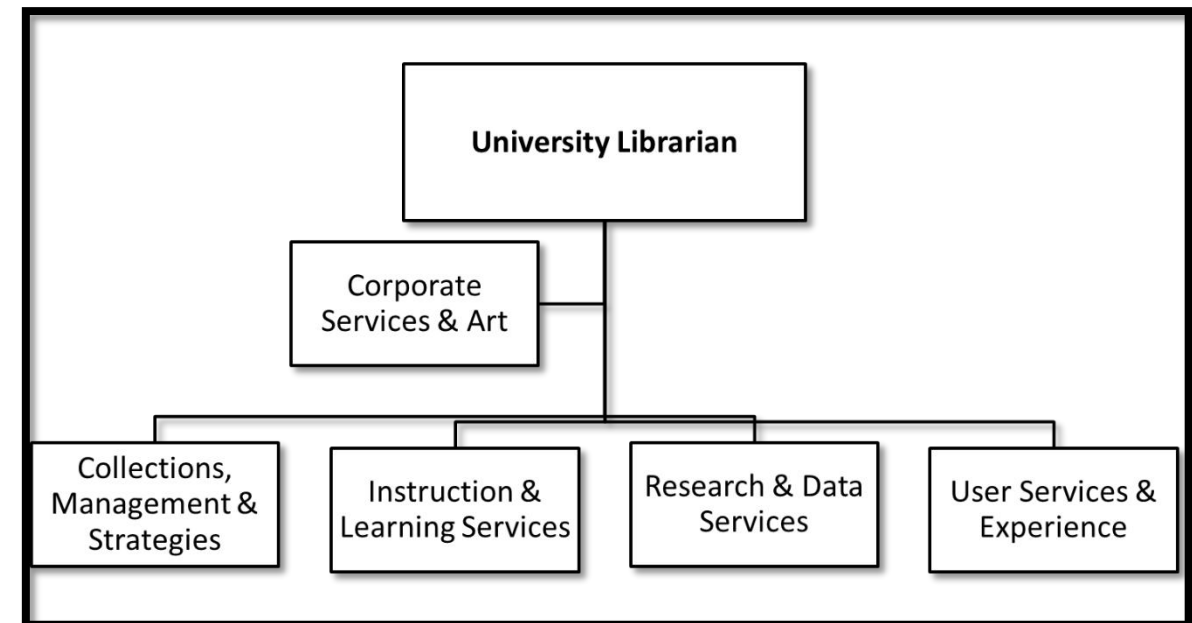 University Librarian
Corporate
Services & Art
Collections,
Management &
Strategies
Instruction &
Learning Services
Research & Data
Services
User Services &
Experience